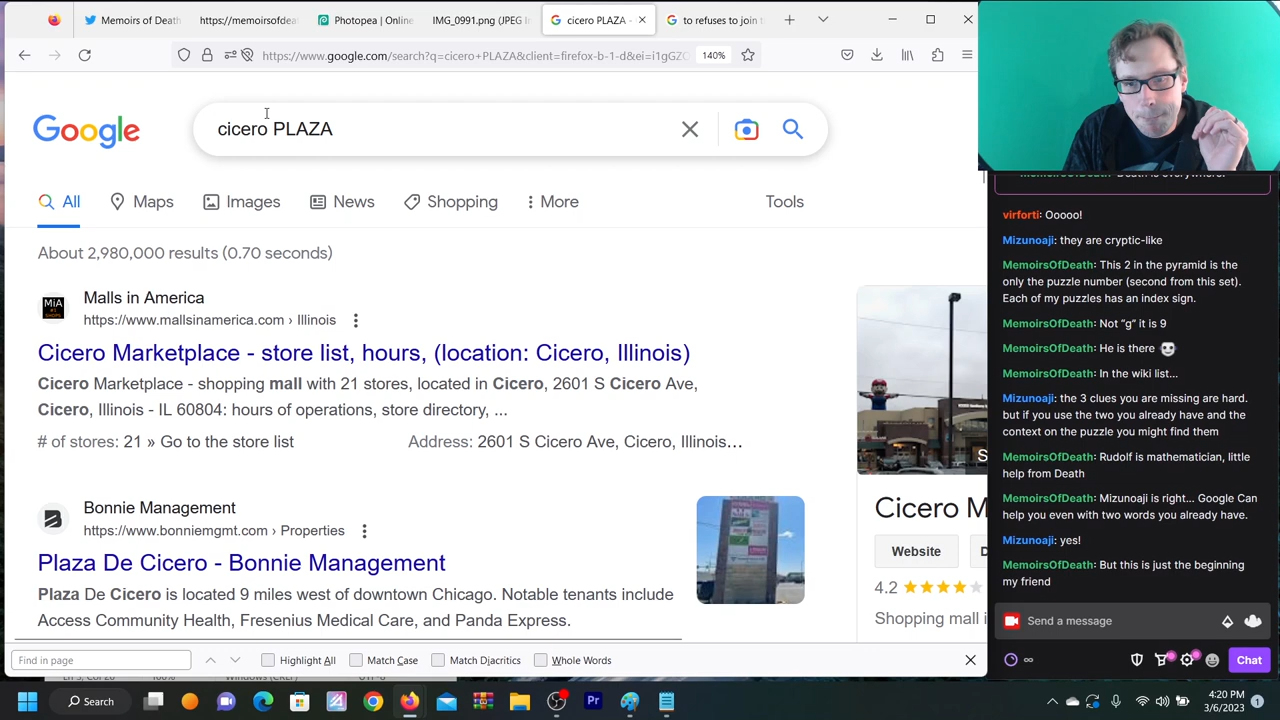 Memoirs of Death
https://memoirsofdea
Photopea | Online
IMG_0991.png (JPEG Im
cicero PLAZA -
to refuses to join t
https://www.google.com/search?q=cicero+PLAZA&client=firefox-b-1-d&ei=i1gGZC
140%
Google
cicero PLAZA
All
Maps
Images
News
Shopping
More
Tools
About 2,980,000 results (0.70 seconds)
MiA
Malls in America
https://www.mallsinamerica.com › Illinois
Cicero Marketplace - store list, hours, (location: Cicero, Illinois)
Cicero Marketplace - shopping mall with 21 stores, located in Cicero, 2601 S Cicero Ave,
Cicero, Illinois - IL 60804: hours of operations, store directory, ...
# of stores: 21 » Go to the store list
Address: 2601 S Cicero Ave, Cicero, Illinois…
Bonnie Management
https://www.bonniemgmt.com › Properties
Plaza De Cicero - Bonnie Management
Plaza De Cicero is located 9 miles west of downtown Chicago. Notable tenants include
Access Community Health, Fresenius Medical Care, and Panda Express.
S
Cicero M
Website
D
4.2
Shopping mall i
Find in page
Highlight All
Match Case
Match Diacritics
Whole Words
MemoirsOfDeath: Death is everywhere.
virforti: Ooooo!
Mizunoaji: they are cryptic-like
MemoirsOfDeath: This 2 in the pyramid is the
only the puzzle number (second from this set).
Each of my puzzles has an index sign.
MemoirsOfDeath: Not “g” it is 9
MemoirsOfDeath: He is there
MemoirsOfDeath: In the wiki list...
Mizunoaji: the 3 clues you are missing are hard.
but if you use the two you already have and the
context on the puzzle you might find them
MemoirsOfDeath: Rudolf is mathematician, little
help from Death
MemoirsOfDeath: Mizunoaji is right... Google Can
help you even with two words you already have.
Mizunoaji: yes!
MemoirsOfDeath: But this is just the beginning
my friend
Send a message
∞
Chat
Search
Pr
4:20 PM
3/6/2023
1